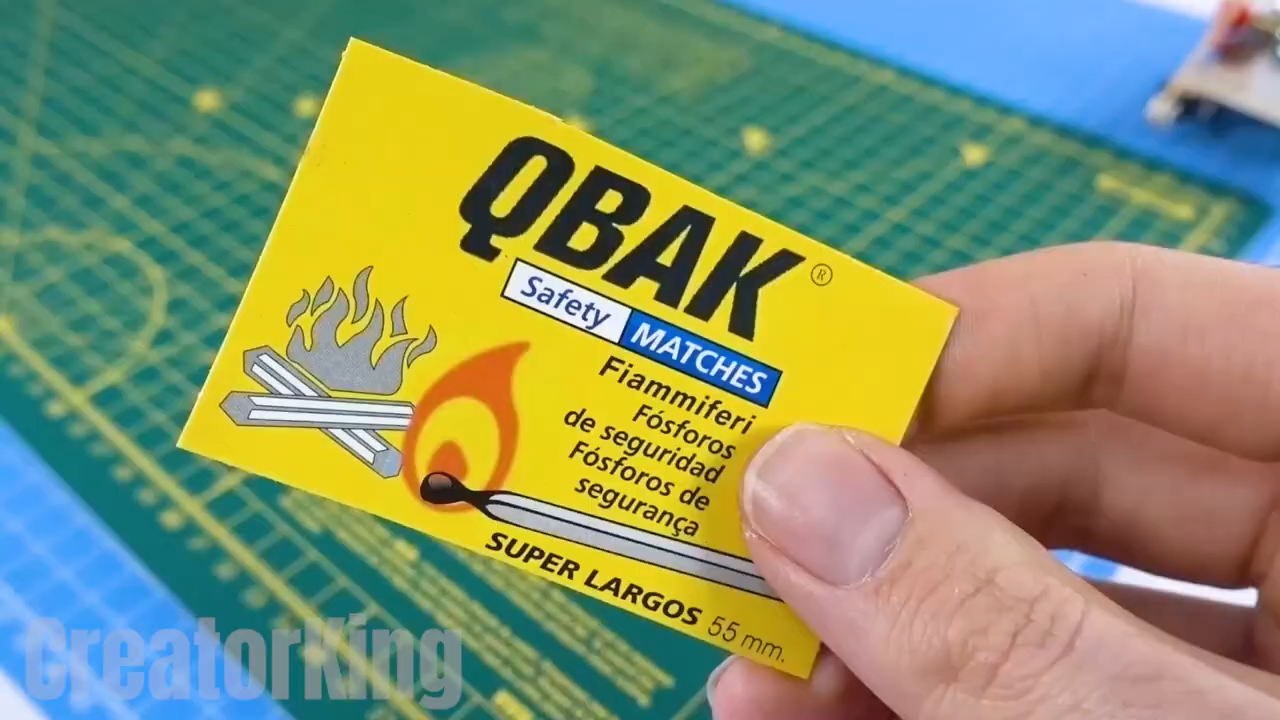 QBAK®
Safety MATCHES
Fiammiferi
Fósforos
de seguridad
Fósforos de
segurança
SUPER LARGOS 55 mm.
CreatorKing